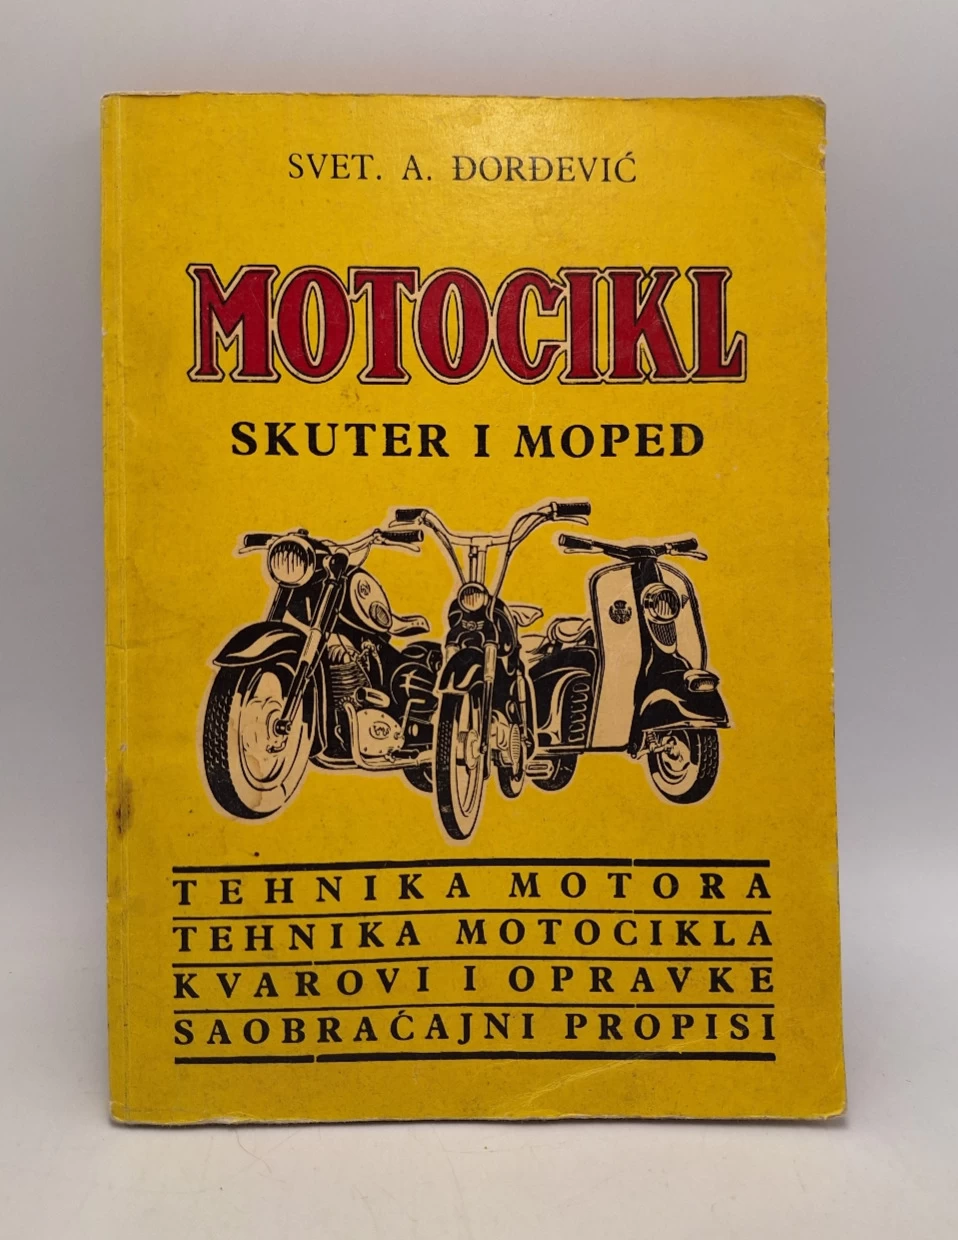 SVET. A. ĐORĐEVIĆ
MOTOCIKL
SKUTER I MOPED
TEHNIKA MOTORA
TEHNIKA MOTOCIKLA
KVAROVI I OPRAVKE
SAOBRAĆAJNI PROPISI